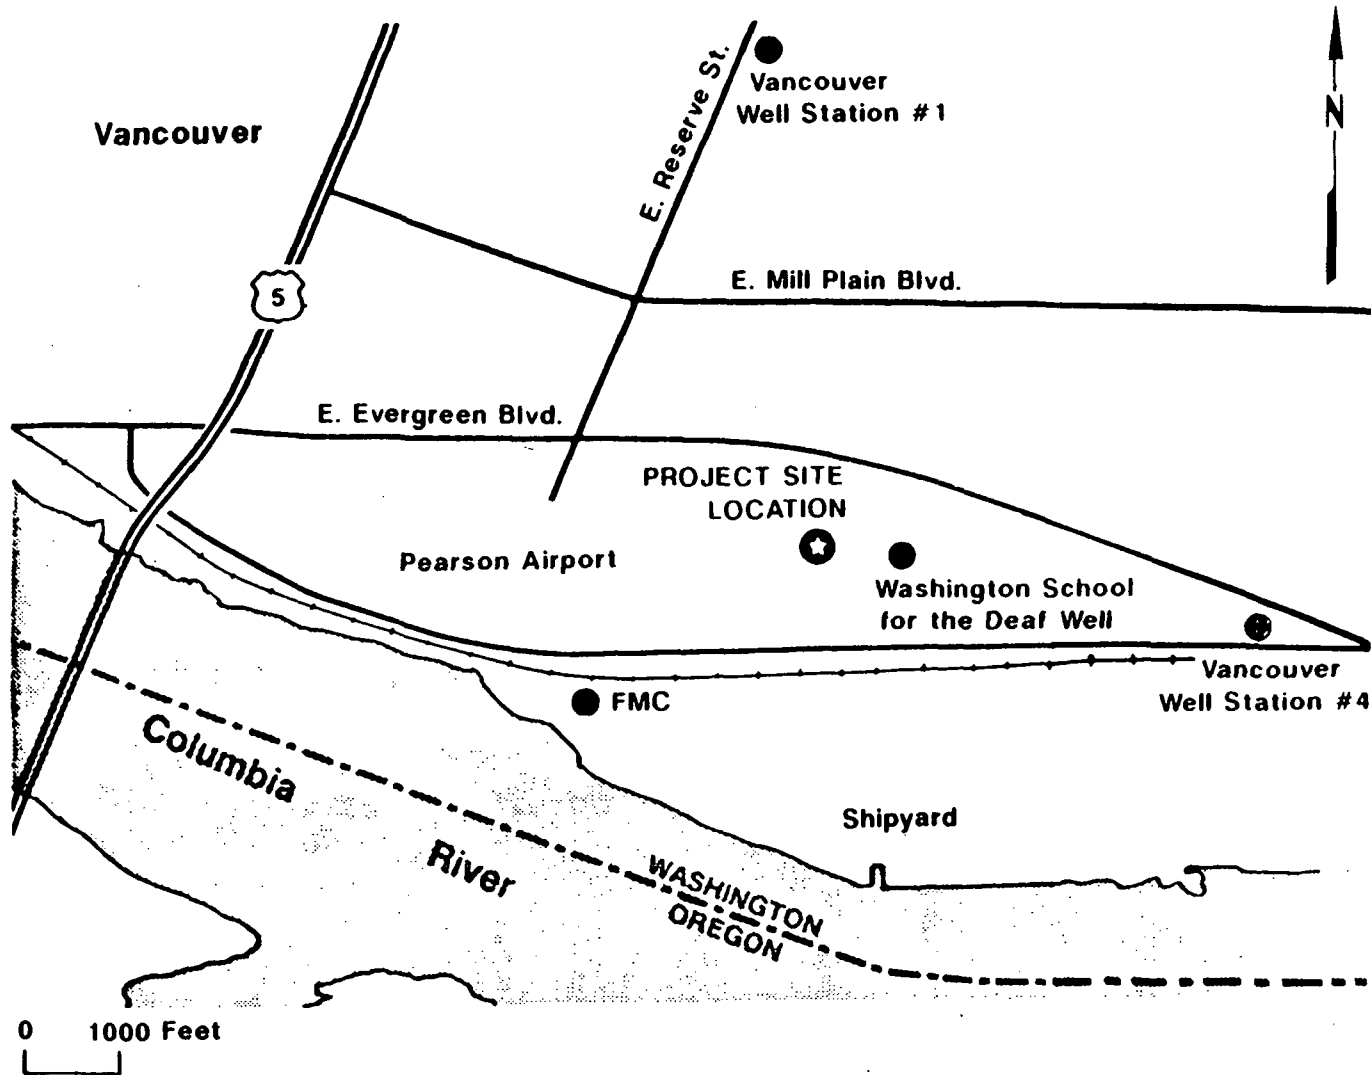 E. Reserve St.
Vancouver
Well Station #1
N
Vancouver
5
E. Mill Plain Blvd.
E. Evergreen Blvd.
PROJECT SITE
LOCATION
Pearson Airport
Washington School
for the Deaf Well
Vancouver
Well Station #4
FMC
Columbia
River
Shipyard
WASHINGTON
OREGON
0 1000 Feet